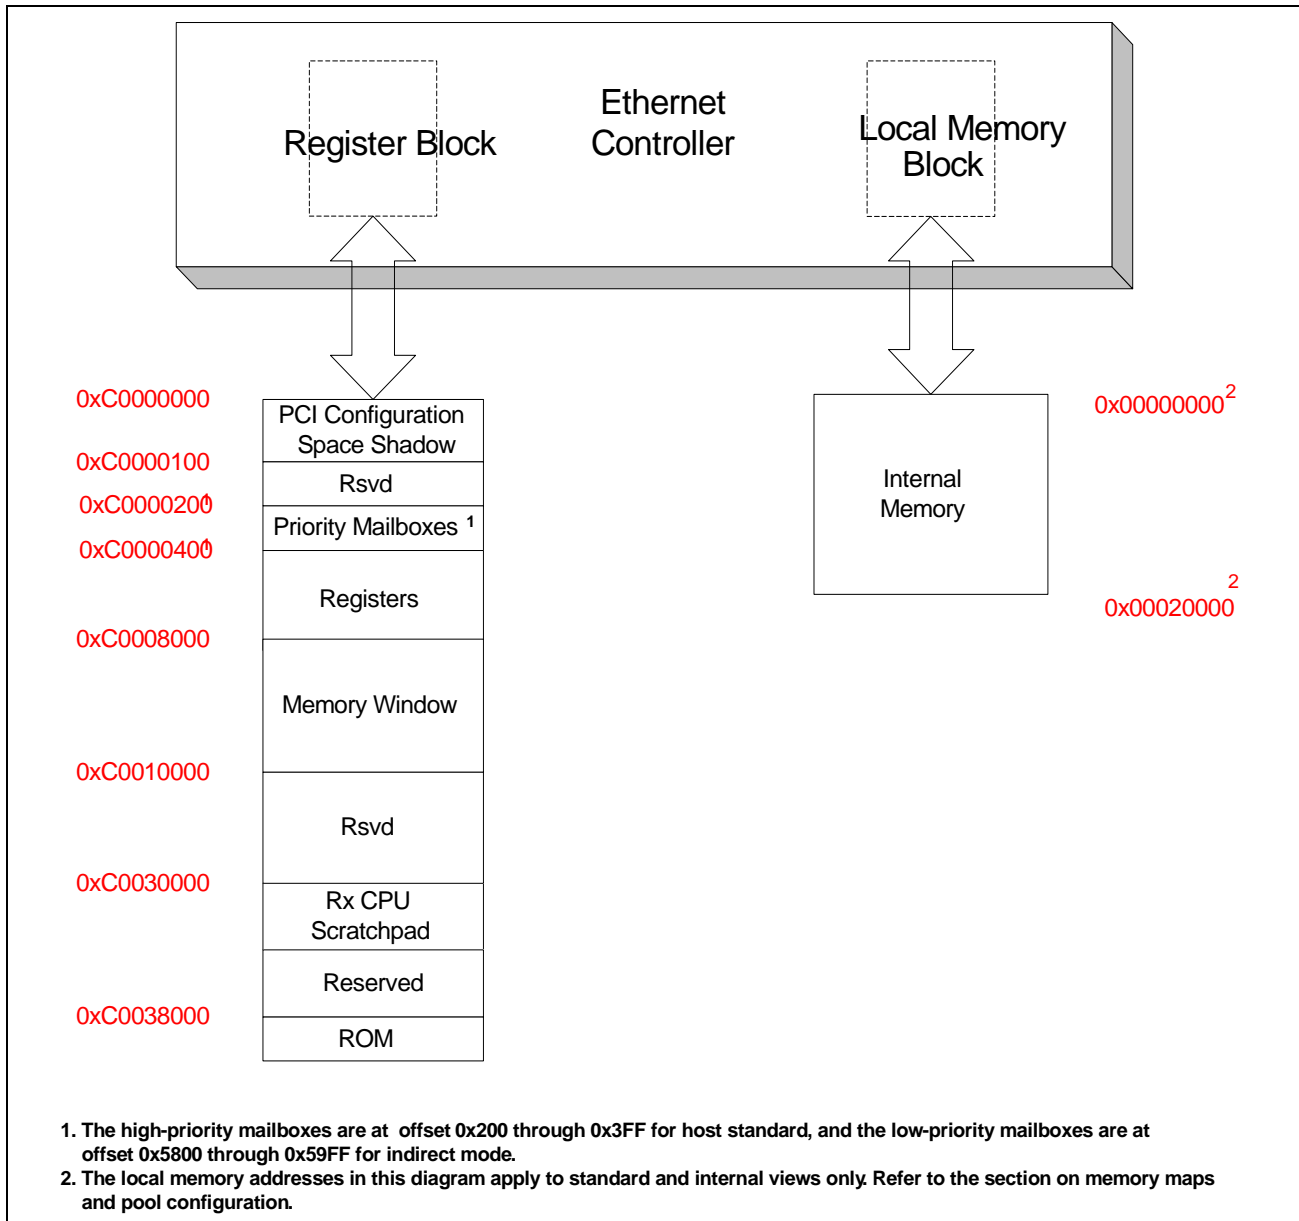 Ethernet
Controller
Register Block
Local Memory
Block
0xC0000000
PCI Configuration
Space Shadow
0xC0000100
Rsvd
0xC0000200 1
Priority Mailboxes 1
0xC0000400 1
Registers
0xC0008000
Memory Window
0xC0010000
Rsvd
0xC0030000
Rx CPU
Scratchpad
Reserved
0xC0038000
ROM
0x00000000 2
Internal
Memory
2
0x00020000
1. The high-priority mailboxes are at offset 0x200 through 0x3FF for host standard, and the low-priority mailboxes are at
offset 0x5800 through 0x59FF for indirect mode.
2. The local memory addresses in this diagram apply to standard and internal views only. Refer to the section on memory maps
and pool configuration.